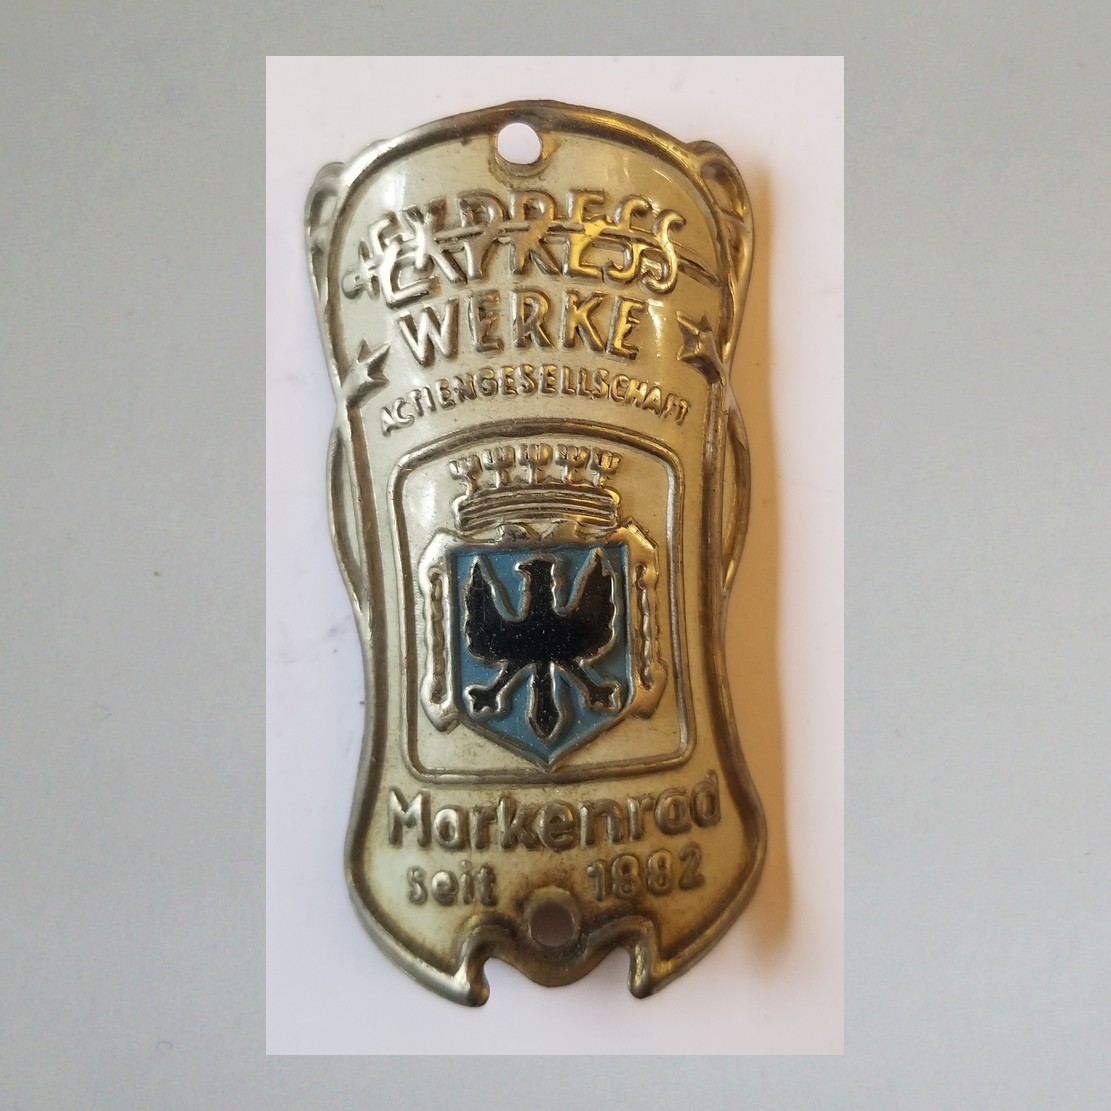 EXPRESS
WERKE
ACTIENGESELLSCHAFT
Markenrad
seit 1882